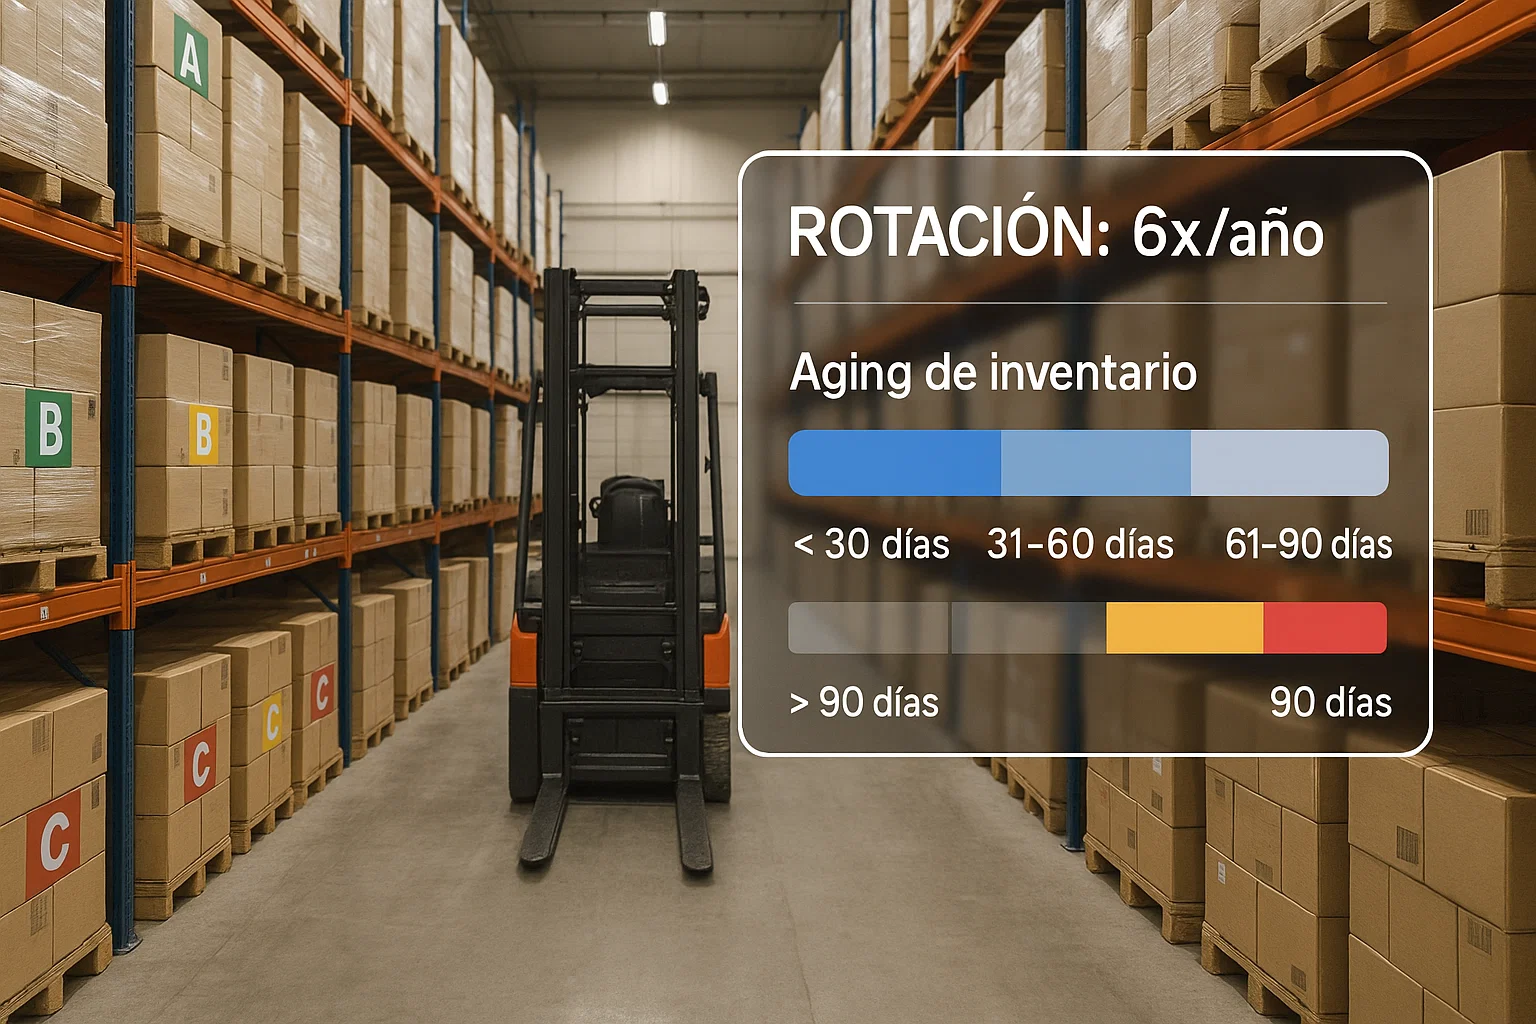 A
B
B
C
C
C
C
ROTACIÓN: 6x/año
Aging de inventario
< 30 días 31-60 días 61-90 días
> 90 días 90 días